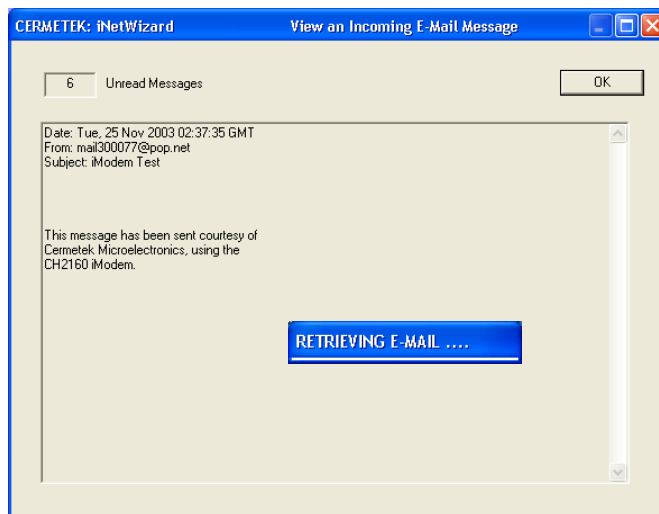 CERMETEK: iNetWizard View an Incoming E-Mail Message
6 Unread Messages
OK
Date: Tue, 25 Nov 2003 02:37:35 GMT
From: mail300077@pop.net
Subject: iModem Test
This message has been sent courtesy of
Cermetek Microelectronics, using the
CH2160 iModem.
RETRIEVING E-MAIL ....